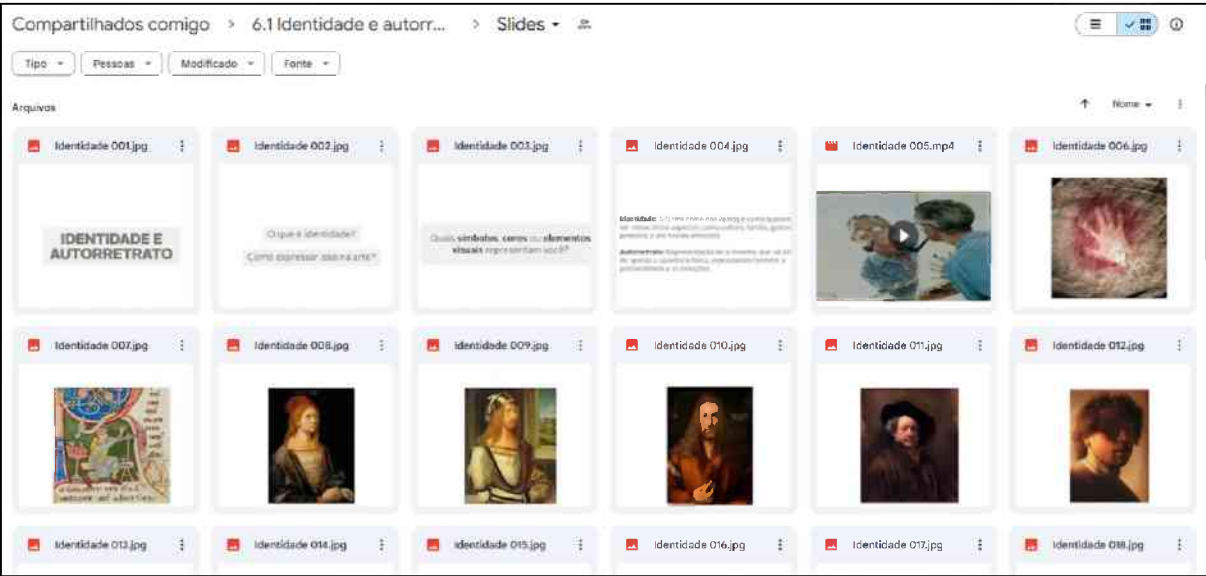 Compartilhados comigo > 6.1 Identidade e autorr... > Slides
Tipo Pessoas Modificado Fonte
Arquivos
Nome
Identidade 001.jpg Identidade 002.jpg Identidade 003.jpg Identidade 004.jpg Identidade 005.mp4 Identidade 006.jpg
IDENTIDADE E
AUTORRETRATO
O que é identidade?
Como expressar isso na arte?
Quais símbolos, cores ou elementos
visuais representam você?
Identidade:
Autorretrato:
Identidade 007.jpg Identidade 008.jpg Identidade 009.jpg Identidade 010.jpg Identidade 011.jpg Identidade 012.jpg
Identidade 013.jpg Identidade 014.jpg Identidade 015.jpg Identidade 016.jpg Identidade 017.jpg Identidade 018.jpg